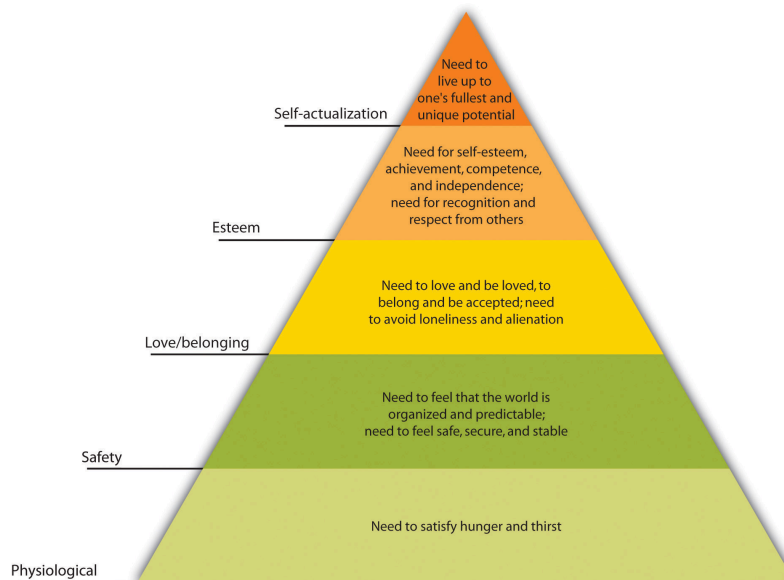 Need to
live up to
one's fullest and
unique potential
Self-actualization
Need for self-esteem,
achievement, competence,
and independence;
need for recognition and
respect from others
Esteem
Need to love and be loved, to
belong and be accepted; need
to avoid loneliness and alienation
Love/belonging
Need to feel that the world is
organized and predictable;
need to feel safe, secure, and stable
Safety
Need to satisfy hunger and thirst
Physiological